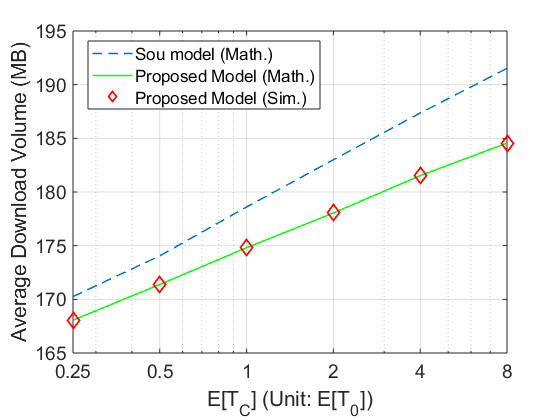 195
190
185
180
175
170
165
Average Download Volume (MB)
Sou model (Math.)
Proposed Model (Math.)
Proposed Model (Sim.)
0.25 0.5 1 2 4 8
E[T_C] (Unit: E[T_0])